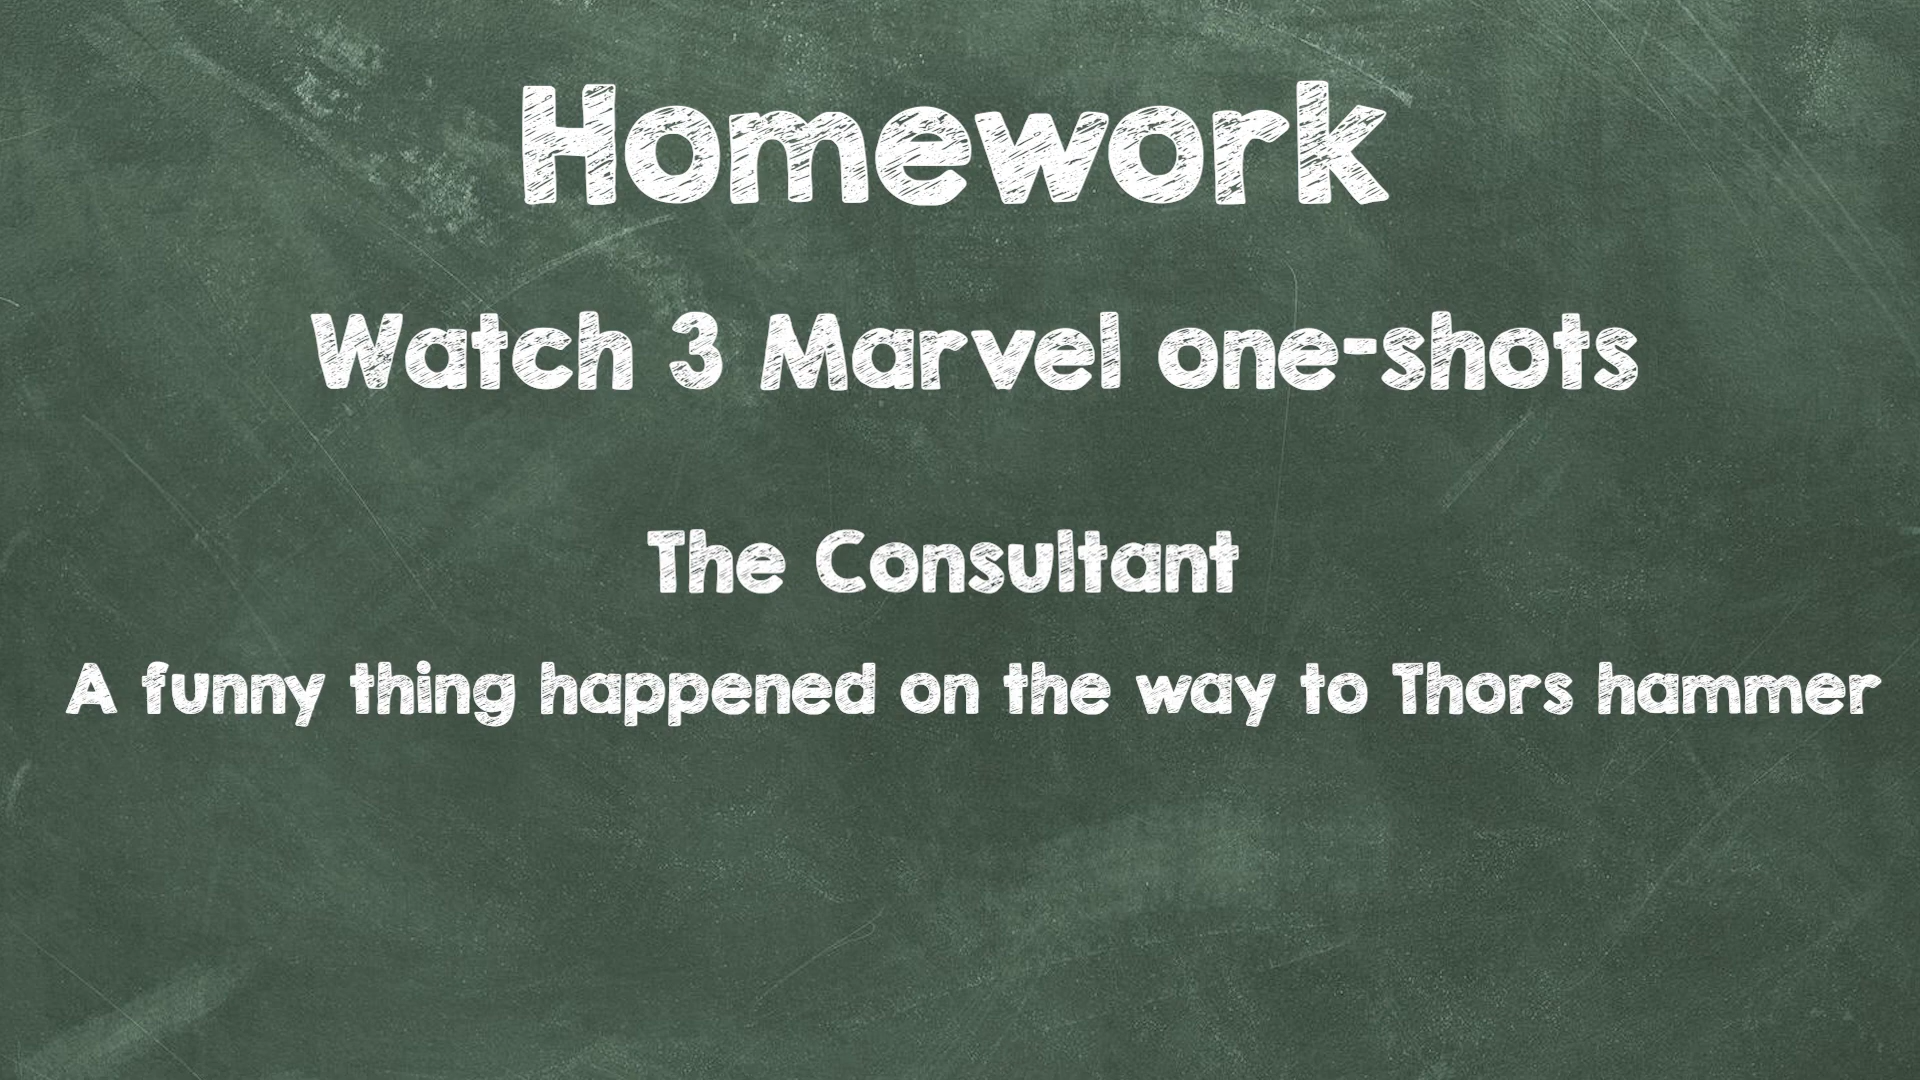 Homework
Watch 3 Marvel one-shots
The Consultant
A funny thing happened on the way to Thors hammer